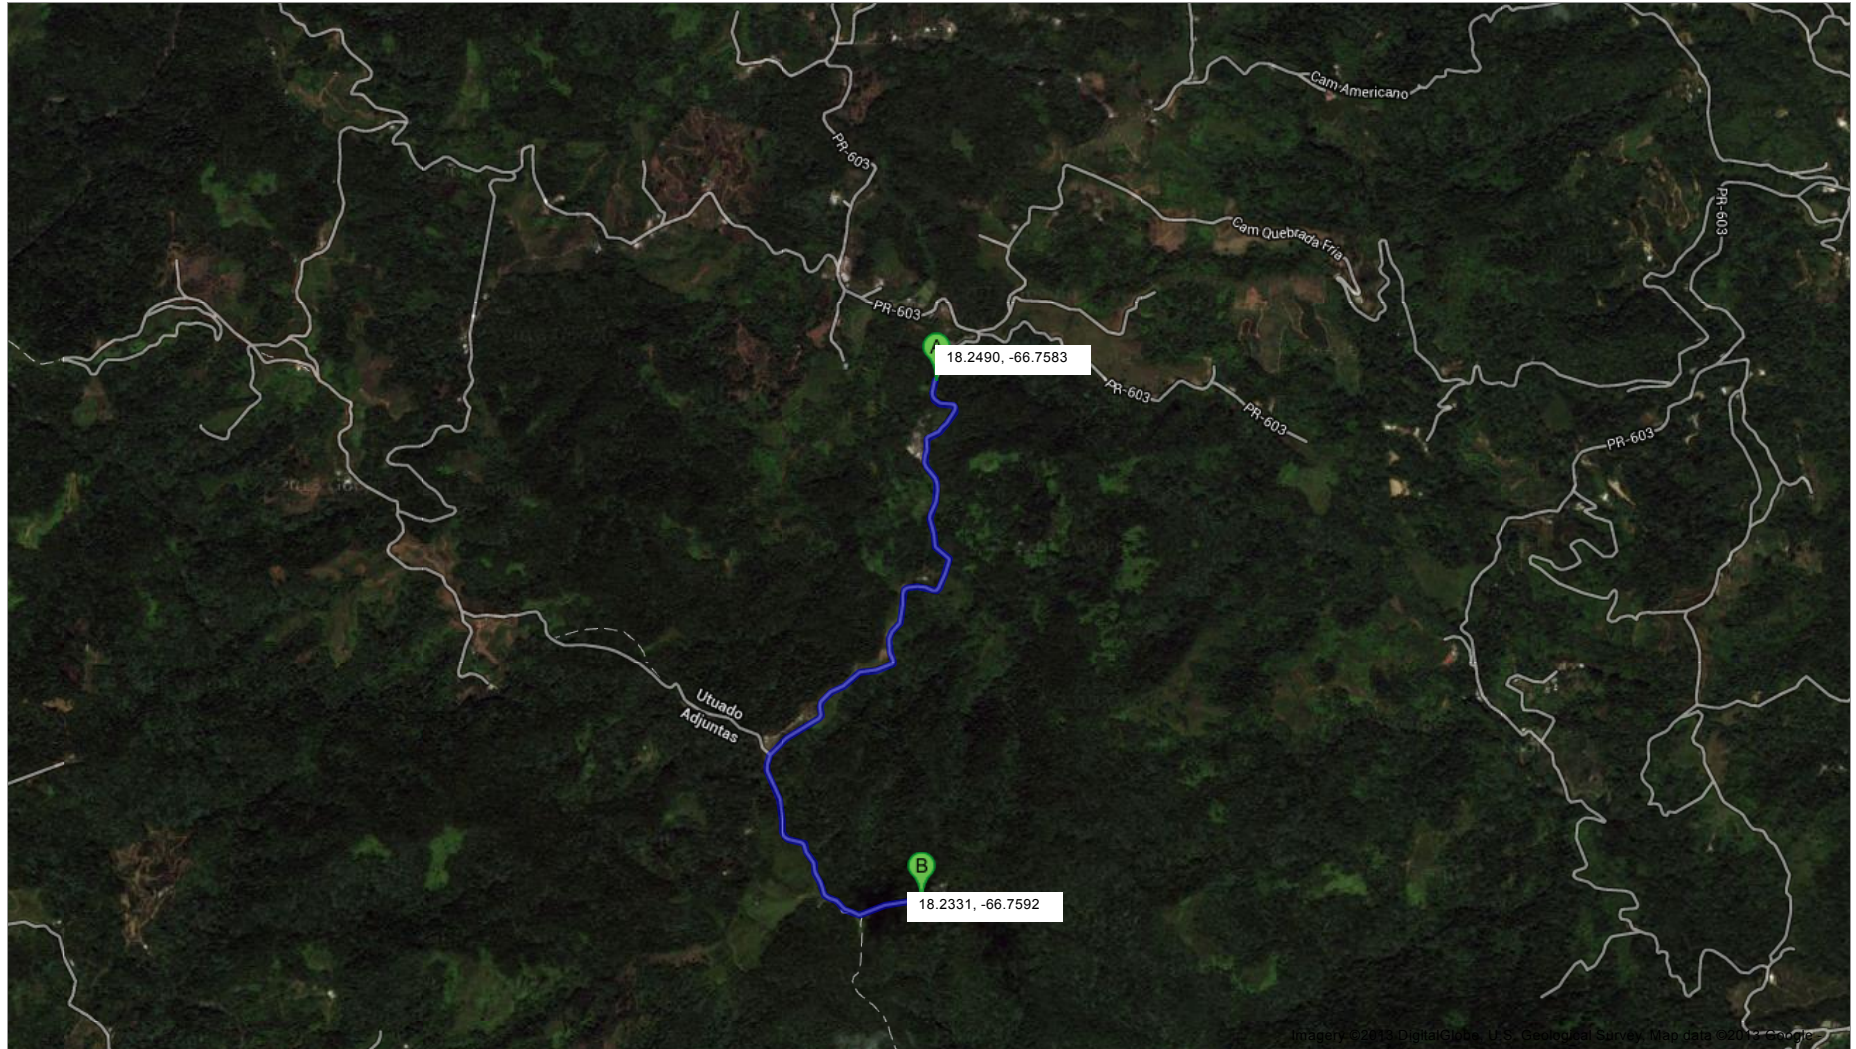 Cam Americano
PR-603
PR-603
Cam Quebrada Fría
PR-603
A
18.2490, -66.7583
PR-603
PR-603
PR-603
Utuado
Adjuntas
B
18.2331, -66.7592
Imagery ©2013 DigitalGlobe, U.S. Geological Survey, Map data ©2013 Google -